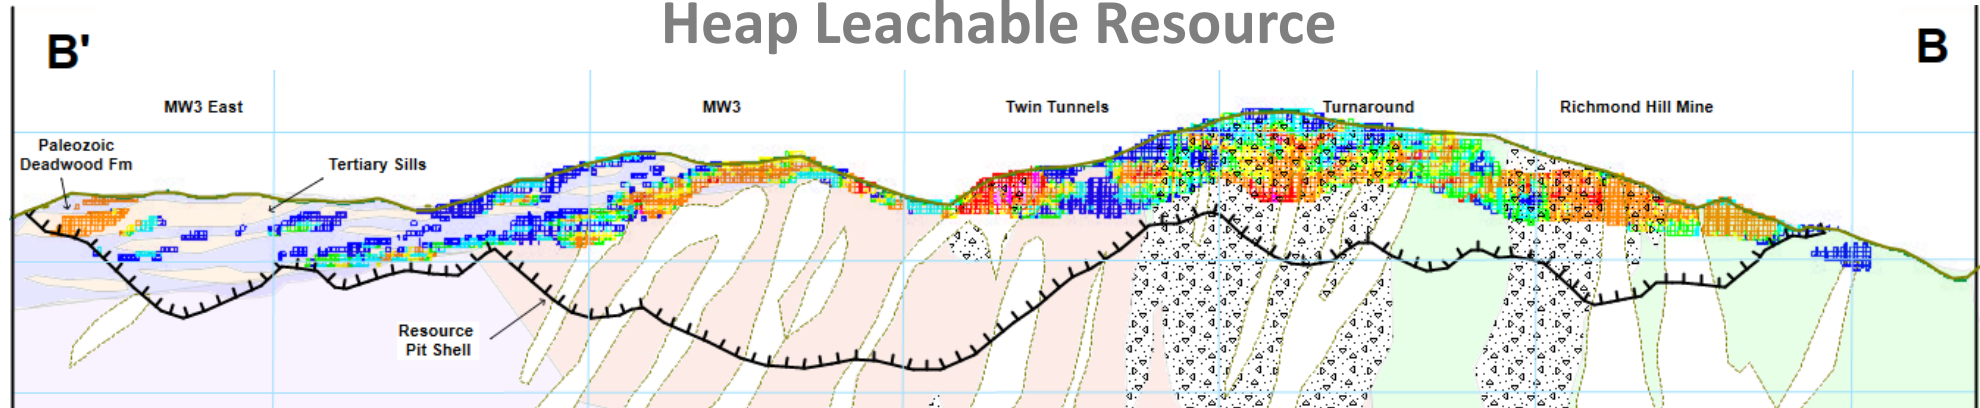 Heap Leachable Resource
B'
B
MW3 East
MW3
Twin Tunnels
Turnaround
Richmond Hill Mine
Paleozoic
Deadwood Fm
Tertiary Sills
Resource
Pit Shell